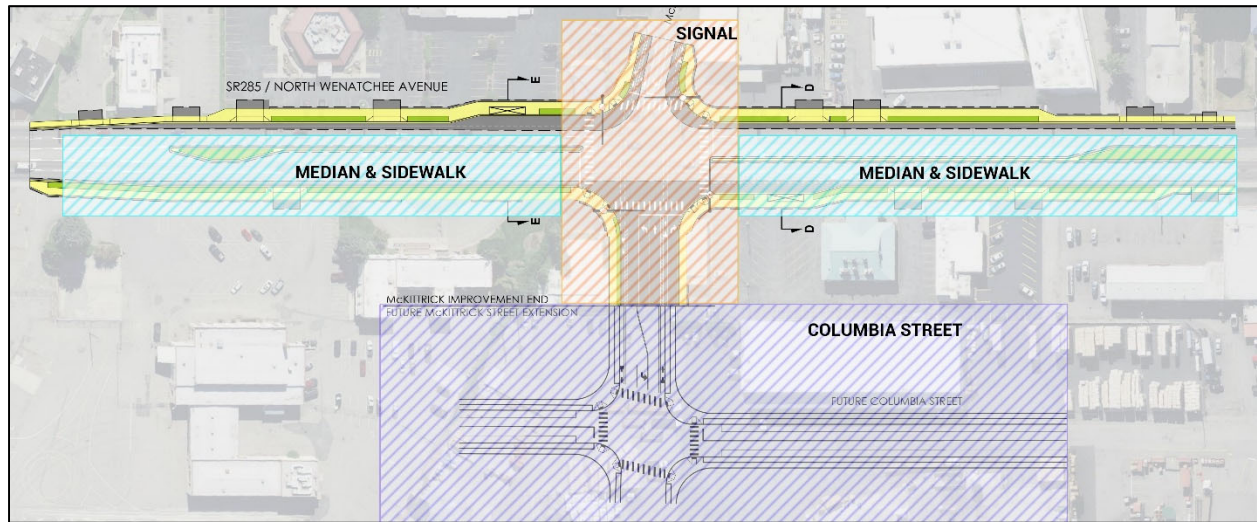 SIGNAL
SR285 / NORTH WENATCHEE AVENUE
E
D
MEDIAN & SIDEWALK
MEDIAN & SIDEWALK
E
D
McKITTRICK IMPROVEMENT END
FUTURE McKITTRICK STREET EXTENSION
COLUMBIA STREET
FUTURE COLUMBIA STREET